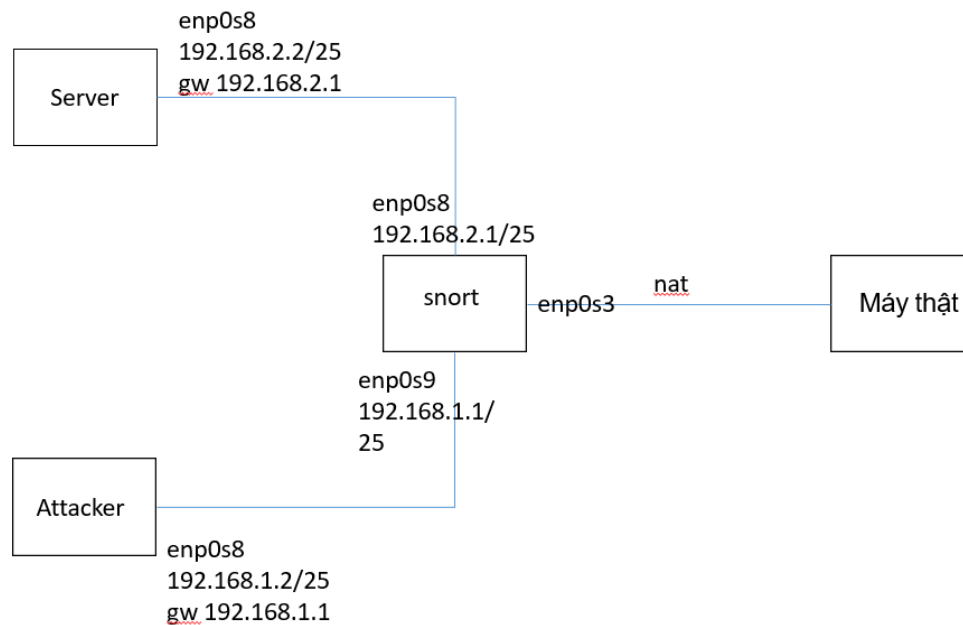 enp0s8
192.168.2.2/25
gw 192.168.2.1
Server
enp0s8
192.168.2.1/25
snort
enp0s3
nat
Máy thật
enp0s9
192.168.1.1/
25
Attacker
enp0s8
192.168.1.2/25
gw 192.168.1.1